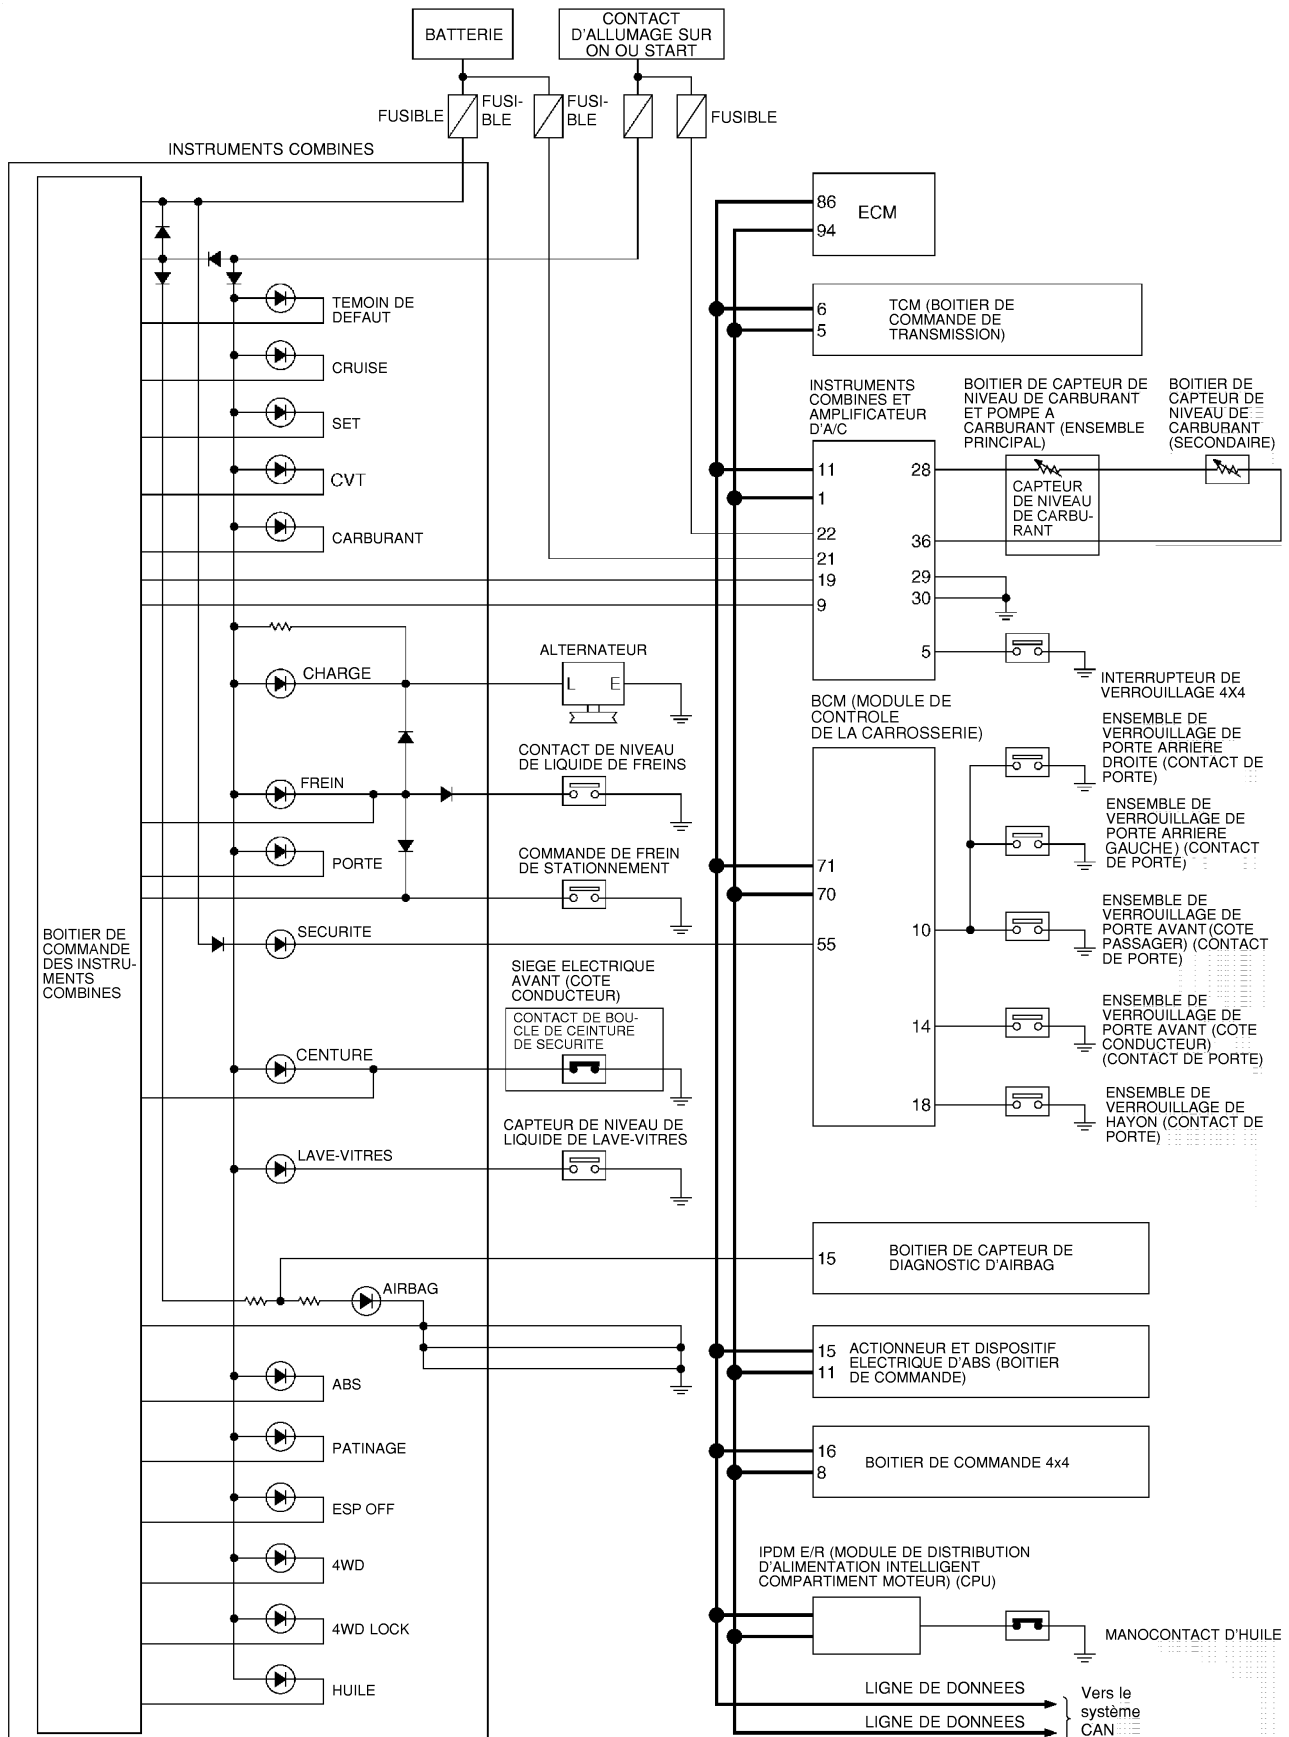 BATTERIE
CONTACT
D'ALLUMAGE SUR
ON OU START
FUSIBLE
FUSI-
BLE
FUSI-
BLE
FUSIBLE
INSTRUMENTS COMBINES
86
94
ECM
6
5
TCM (BOITIER DE
COMMANDE DE
TRANSMISSION)
TEMOIN DE
DEFAUT
CRUISE
SET
CVT
CARBURANT
INSTRUMENTS
COMBINES ET
AMPLIFICATEUR
D'A/C
BOITIER DE CAPTEUR DE
NIVEAU DE CARBURANT
ET POMPE A
CARBURANT (ENSEMBLE
PRINCIPAL)
BOITIER DE
CAPTEUR DE
NIVEAU DE
CARBURANT
(SECONDAIRE)
11
1
22
21
19
9
28
36
29
30
5
CAPTEUR
DE NIVEAU
DE CARBU-
RANT
INTERRUPTEUR DE
VERROUILLAGE 4X4
CHARGE
ALTERNATEUR
L E
BCM (MODULE DE
CONTROLE
DE LA CARROSSERIE)
ENSEMBLE DE
VERROUILLAGE DE
PORTE ARRIERE
DROITE (CONTACT DE
PORTE)
FREIN
CONTACT DE NIVEAU
DE LIQUIDE DE FREINS
ENSEMBLE DE
VERROUILLAGE DE
PORTE ARRIERE
GAUCHE) (CONTACT
DE PORTE)
PORTE
COMMANDE DE FREIN
DE STATIONNEMENT
71
70
55
10
14
18
ENSEMBLE DE
VERROUILLAGE DE
PORTE AVANT (COTE
PASSAGER) (CONTACT
DE PORTE)
BOITIER DE
COMMANDE
DES INSTRU-
MENTS
COMBINES
SECURITE
SIEGE ELECTRIQUE
AVANT (COTE
CONDUCTEUR)
CONTACT DE BOU-
CLE DE CEINTURE
DE SECURITE
ENSEMBLE DE
VERROUILLAGE DE
PORTE AVANT (COTE
CONDUCTEUR)
(CONTACT DE PORTE)
CENTURE
ENSEMBLE DE
VERROUILLAGE DE
HAYON (CONTACT DE
PORTE)
CAPTEUR DE NIVEAU DE
LIQUIDE DE LAVE-VITRES
LAVE-VITRES
15
BOITIER DE CAPTEUR DE
DIAGNOSTIC D'AIRBAG
AIRBAG
15
11
ACTIONNEUR ET DISPOSITIF
ELECTRIQUE D'ABS (BOITIER
DE COMMANDE)
ABS
PATINAGE
16
8
BOITIER DE COMMANDE 4x4
ESP OFF
4WD
IPDM E/R (MODULE DE DISTRIBUTION
D'ALIMENTATION INTELLIGENT
COMPARTIMENT MOTEUR) (CPU)
4WD LOCK
MANOCONTACT D'HUILE
HUILE
LIGNE DE DONNEES
LIGNE DE DONNEES
Vers le
système
CAN